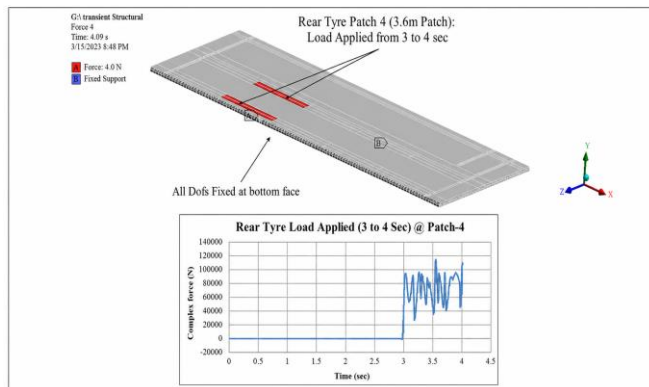 G:\ transient Structural
Force 4
Time: 4.09 s
3/15/2023 8:48 PM
A Force: 4.0 N
B Fixed Support
Rear Tyre Patch 4 (3.6m Patch):
Load Applied from 3 to 4 sec
A
B
Y
Z
X
All Dofs Fixed at bottom face
Rear Tyre Load Applied (3 to 4 Sec) @ Patch-4
Complex force (N)
140000
120000
100000
80000
60000
40000
20000
0
-20000
0 0.5 1 1.5 2 2.5 3 3.5 4 4.5
Time (sec)